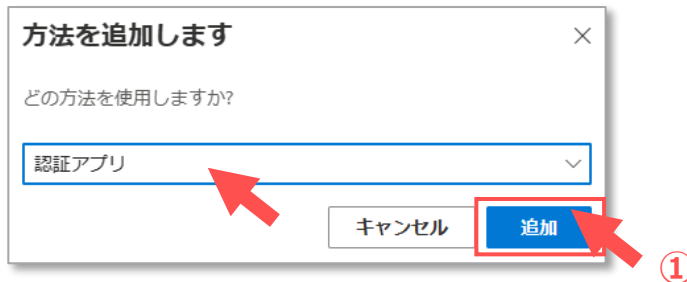 方法を追加します
どの方法を使用しますか?
認証アプリ
キャンセル 追加
①